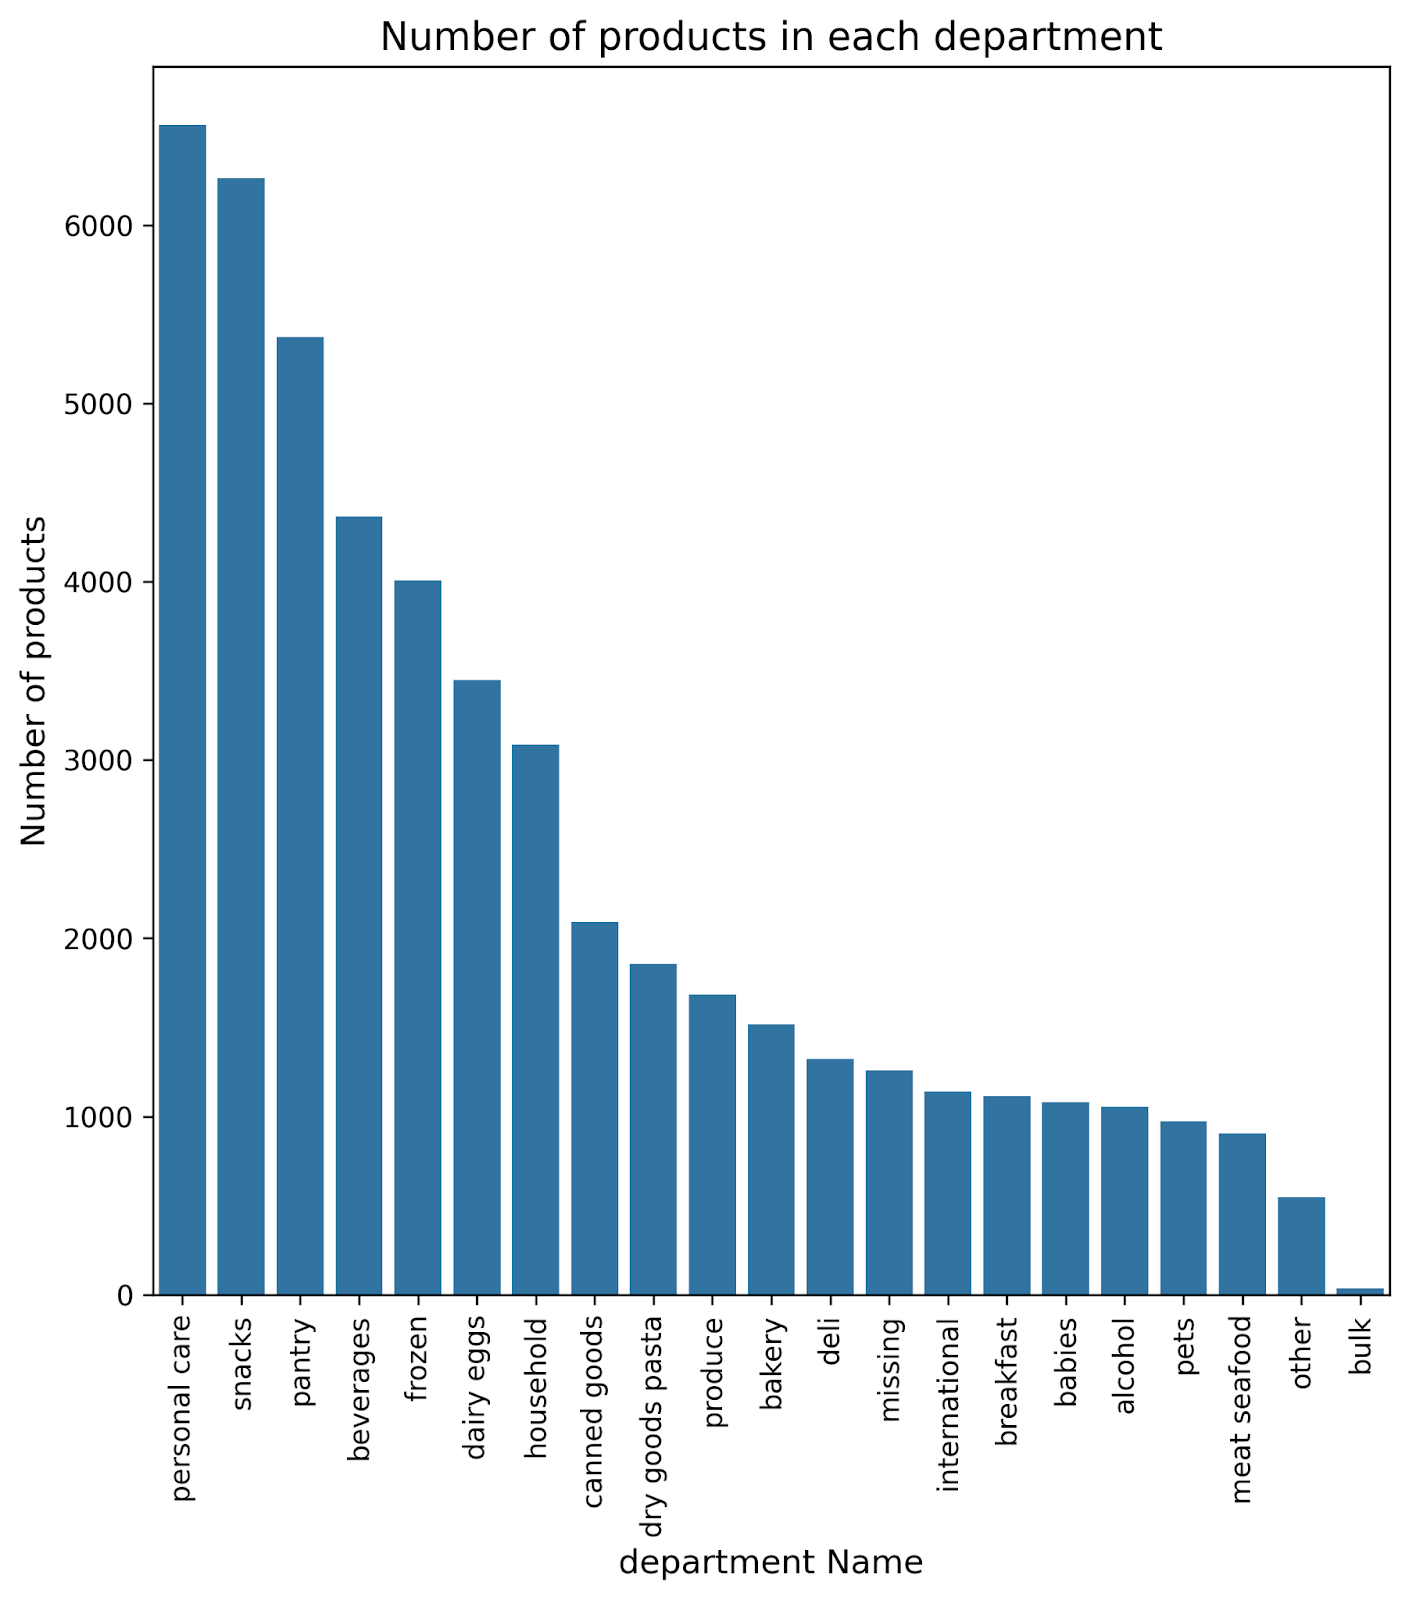 Number of products in each department
Number of products
6000
5000
4000
3000
2000
1000
0
personal care
snacks
pantry
beverages
frozen
dairy eggs
household
canned goods
dry goods pasta
produce
bakery
deli
missing
international
breakfast
babies
alcohol
pets
meat seafood
other
bulk
department Name